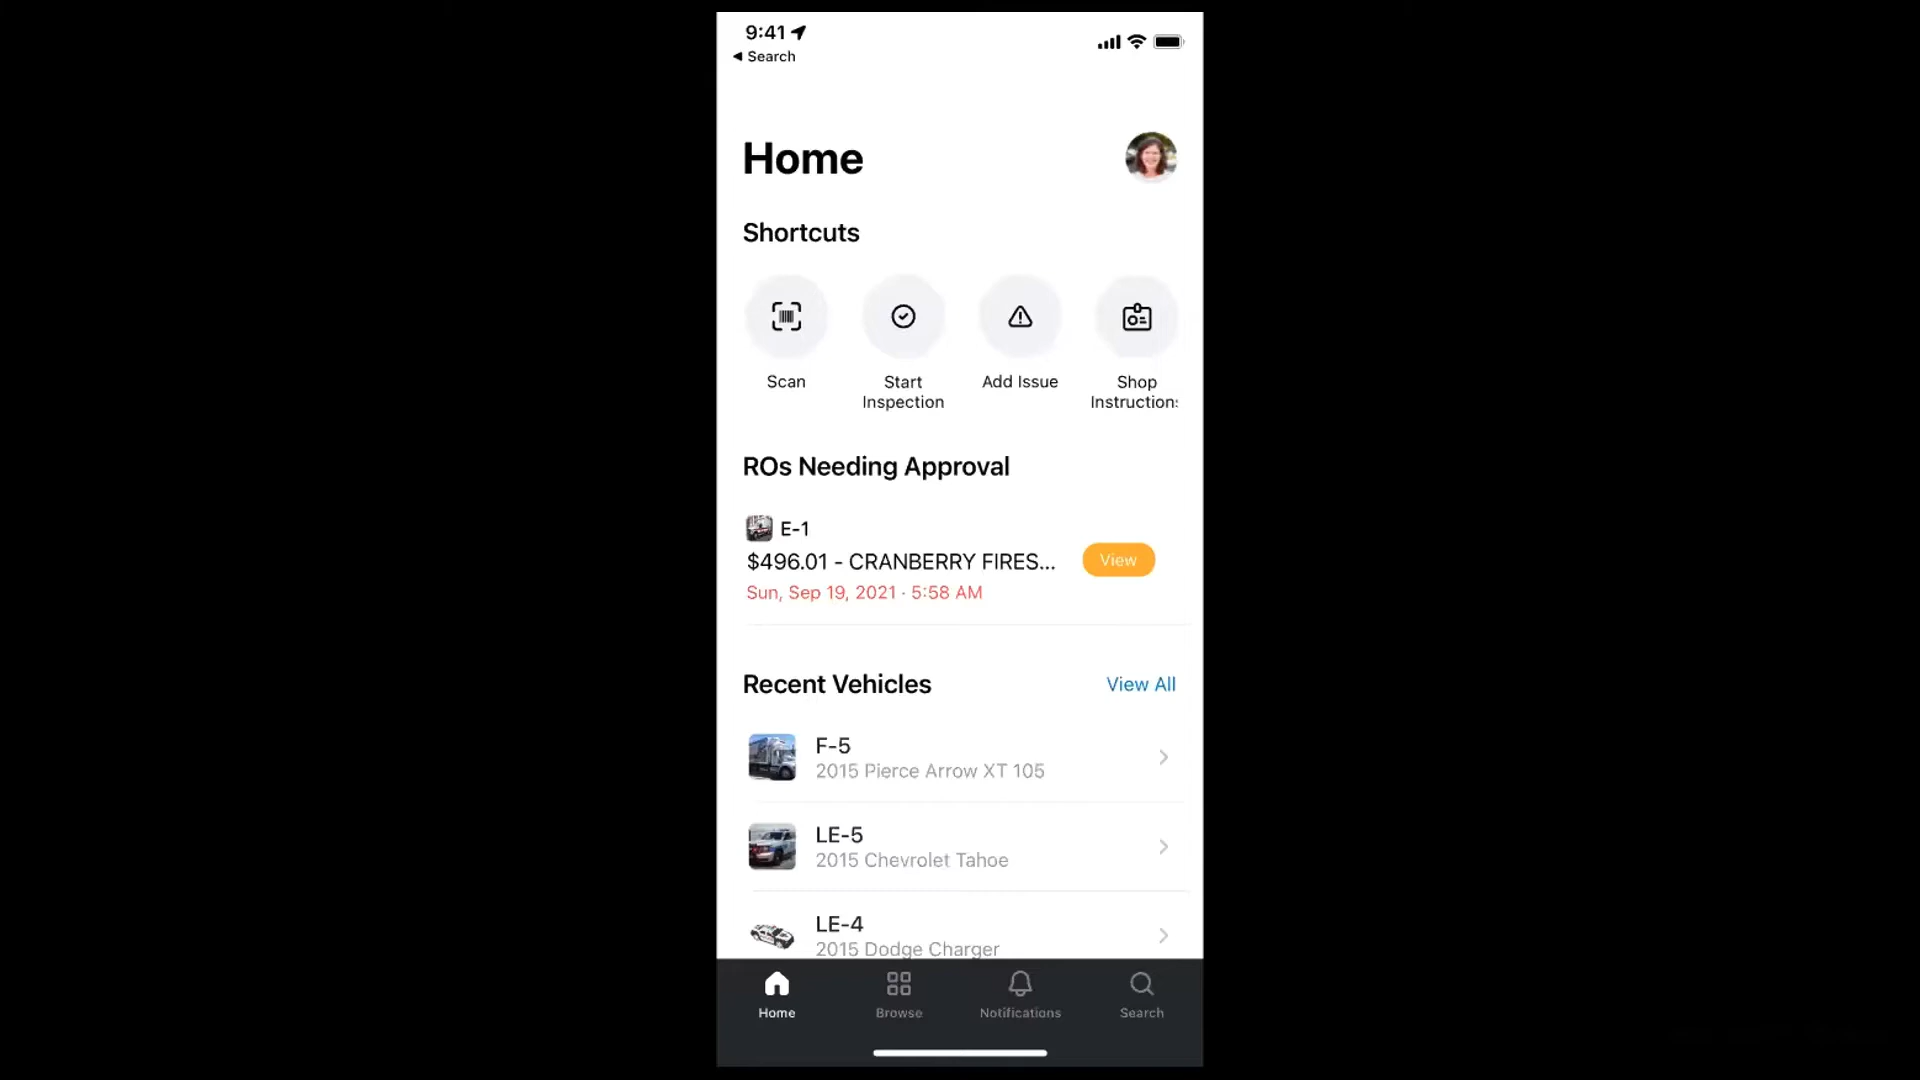 9:41
◀ Search
Home
Shortcuts
Scan
Start
Inspection
Add Issue
Shop
Instructions
ROs Needing Approval
E-1
$496.01 - CRANBERRY FIRES...
View
Sun, Sep 19, 2021 · 5:58 AM
Recent Vehicles
View All
F-5
2015 Pierce Arrow XT 105
LE-5
2015 Chevrolet Tahoe
LE-4
2015 Dodge Charger
Home
Browse
Notifications
Search